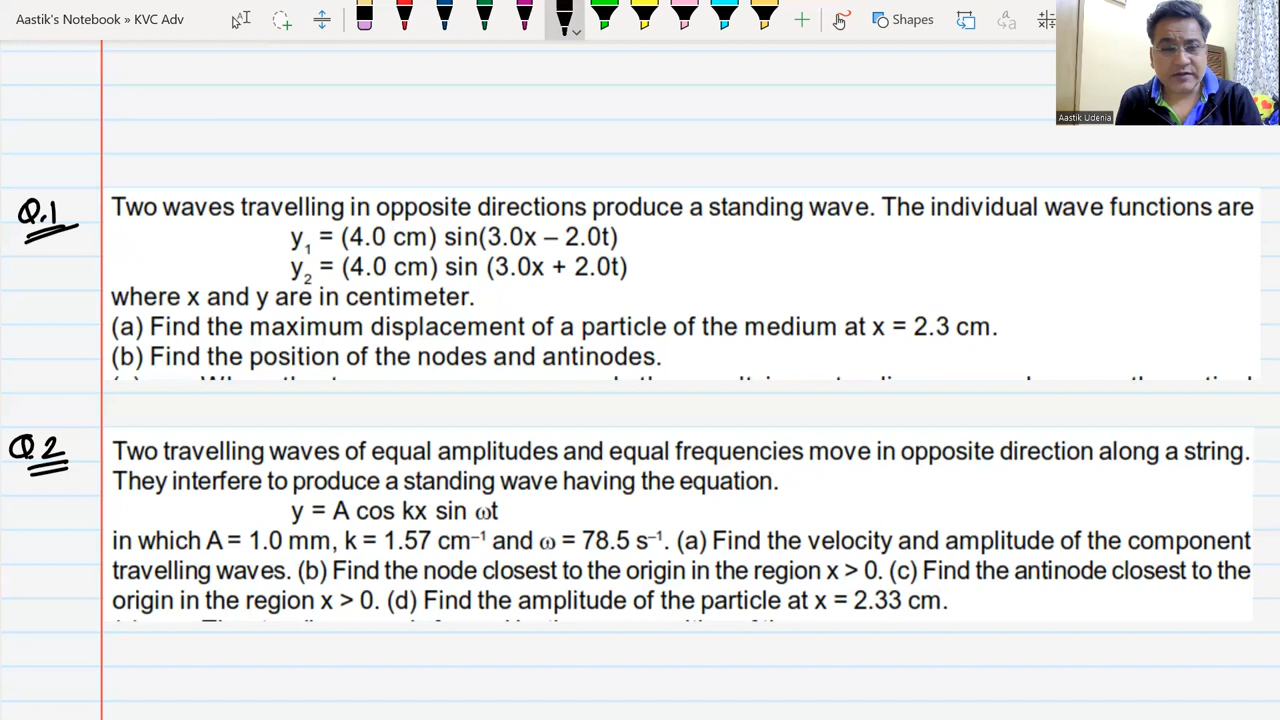 Aastik's Notebook » KVC Adv
Shapes
Aastik Udenia
Q.1
Two waves travelling in opposite directions produce a standing wave. The individual wave functions are
y₁ = (4.0 cm) sin(3.0x – 2.0t)
y₂ = (4.0 cm) sin (3.0x + 2.0t)
where x and y are in centimeter.
(a) Find the maximum displacement of a particle of the medium at x = 2.3 cm.
(b) Find the position of the nodes and antinodes.
Q.2
Two travelling waves of equal amplitudes and equal frequencies move in opposite direction along a string.
They interfere to produce a standing wave having the equation.
y = A cos kx sin ωt
in which A = 1.0 mm, k = 1.57 cm⁻¹ and ω = 78.5 s⁻¹. (a) Find the velocity and amplitude of the component
travelling waves. (b) Find the node closest to the origin in the region x > 0. (c) Find the antinode closest to the
origin in the region x > 0. (d) Find the amplitude of the particle at x = 2.33 cm.